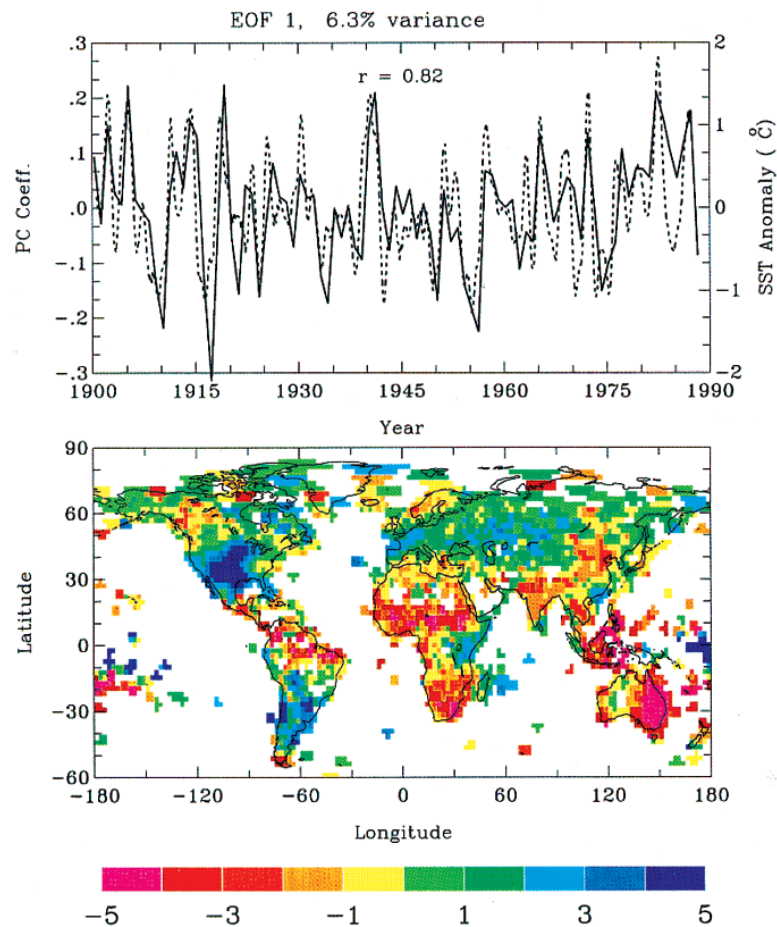 EOF 1, 6.3% variance
r = 0.82
PC Coeff.
.3
.2
.1
.0
-.1
-.2
-.3
SST Anomaly ( °C)
2
1
0
-1
-2
1900 1915 1930 1945 1960 1975 1990
Year
Latitude
90
60
30
0
-30
-60
-180 -120 -60 0 60 120 180
Longitude
-5 -3 -1 1 3 5